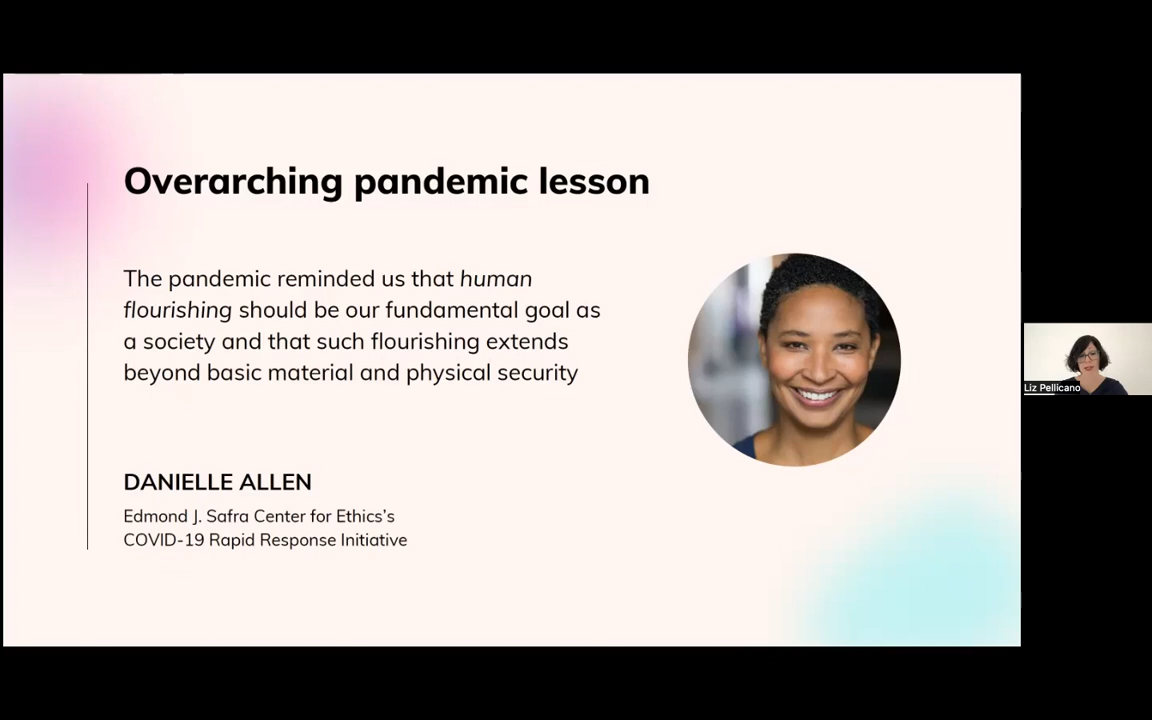 Overarching pandemic lesson
The pandemic reminded us that human
flourishing should be our fundamental goal as
a society and that such flourishing extends
beyond basic material and physical security
DANIELLE ALLEN
Edmond J. Safra Center for Ethics’s
COVID-19 Rapid Response Initiative
Liz Pellicano